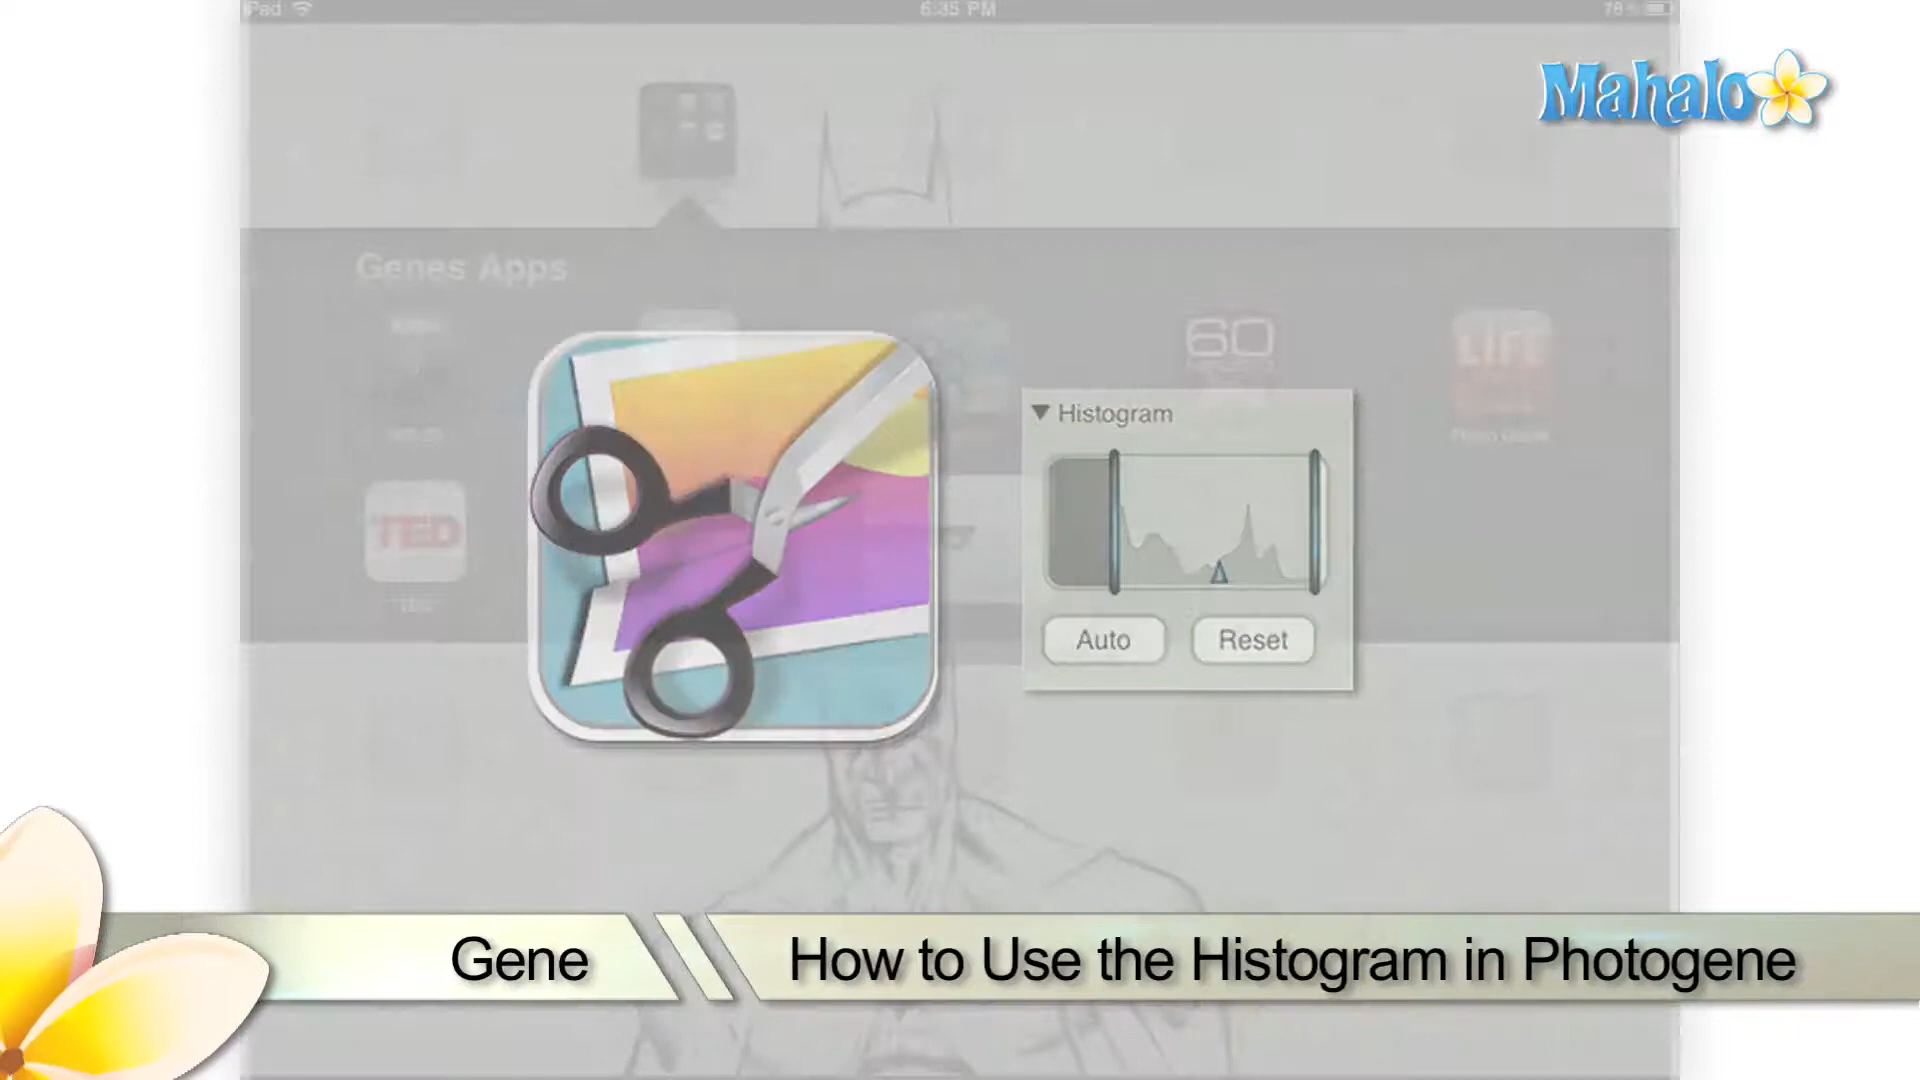 iPad
6:35 PM
Mahalo
Genes Apps
60
LIFE
Histogram
TED
Auto
Reset
Gene
How to Use the Histogram in Photogene